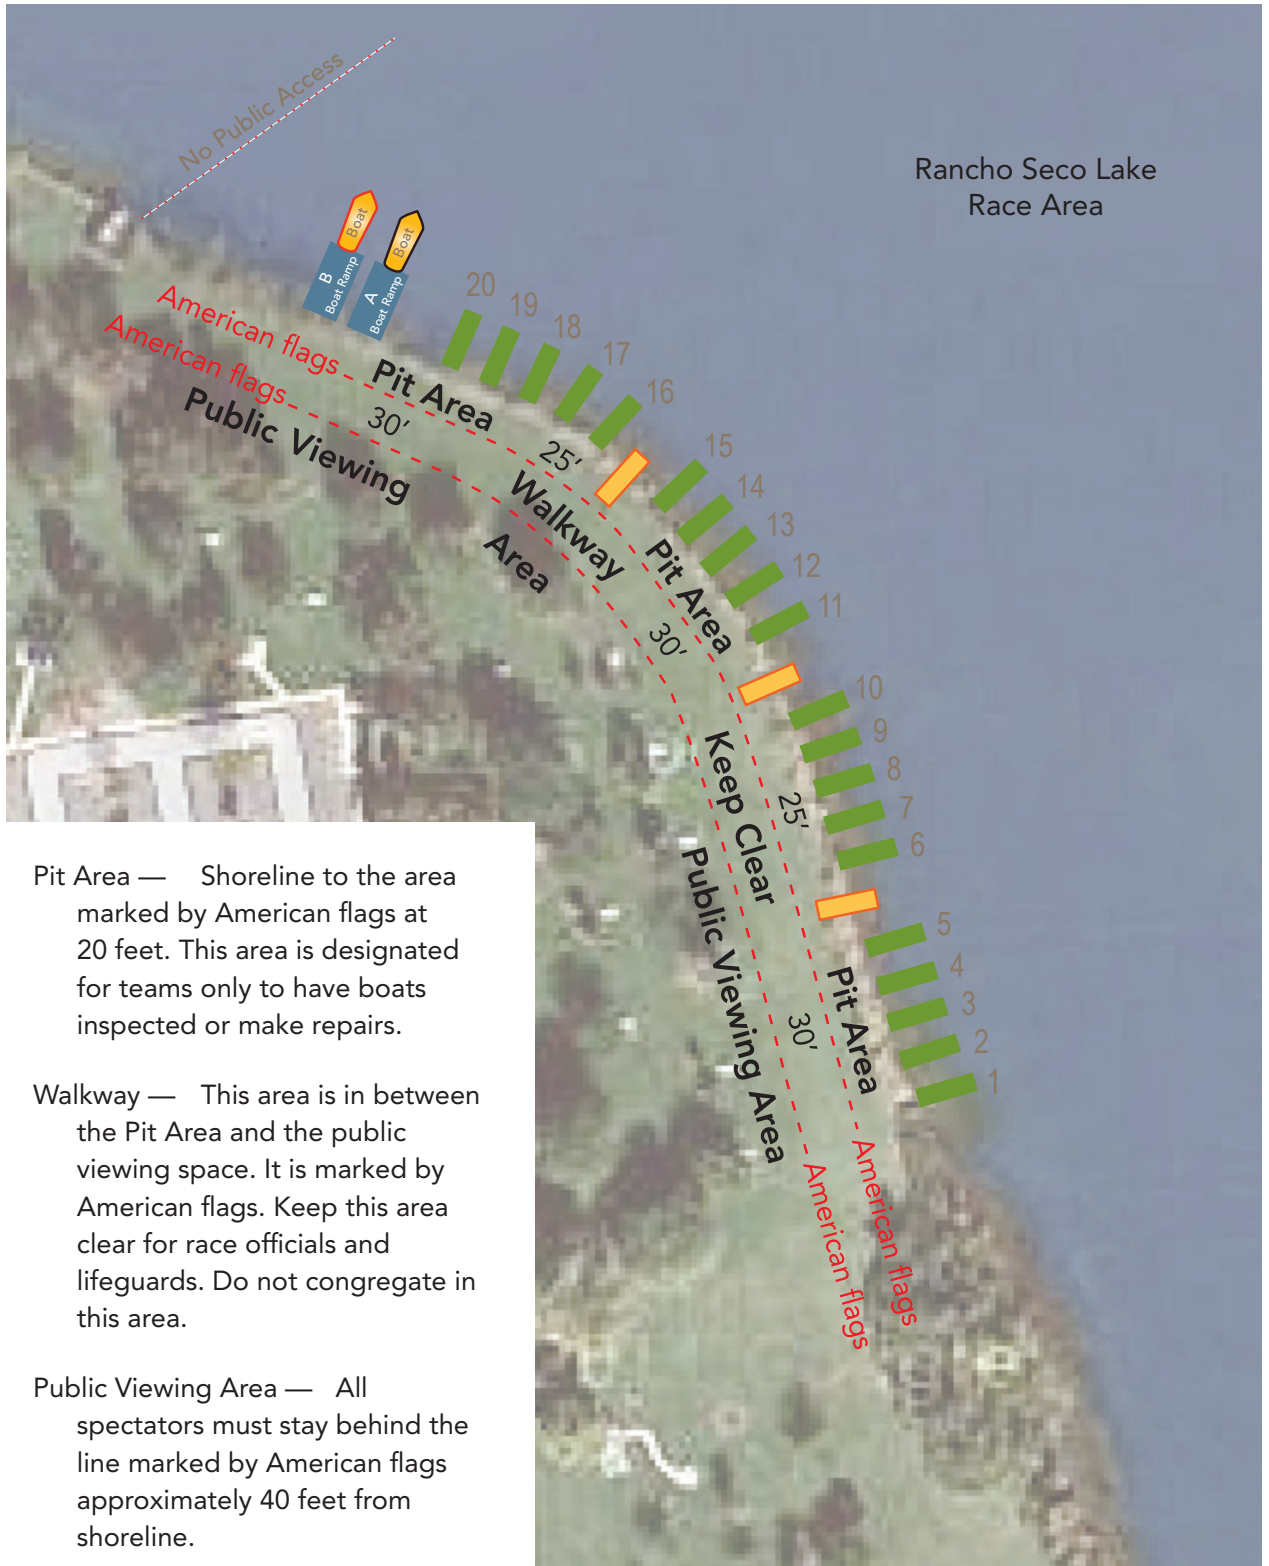 No Public Access
Rancho Seco Lake
Race Area
Boat
Boat
B
Boat Ramp
A
Boat Ramp
American flags
American flags
20
19
18
17
16
15
14
13
12
11
10
9
8
7
6
5
4
3
2
1
Pit Area
30'
25'
Public Viewing
Area
Walkway
Pit Area
30'
Keep Clear
25'
Public Viewing Area
Pit Area
30'
American flags
American flags
Pit Area — Shoreline to the area
marked by American flags at
20 feet. This area is designated
for teams only to have boats
inspected or make repairs.
Walkway — This area is in between
the Pit Area and the public
viewing space. It is marked by
American flags. Keep this area
clear for race officials and
lifeguards. Do not congregate in
this area.
Public Viewing Area — All
spectators must stay behind the
line marked by American flags
approximately 40 feet from
shoreline.